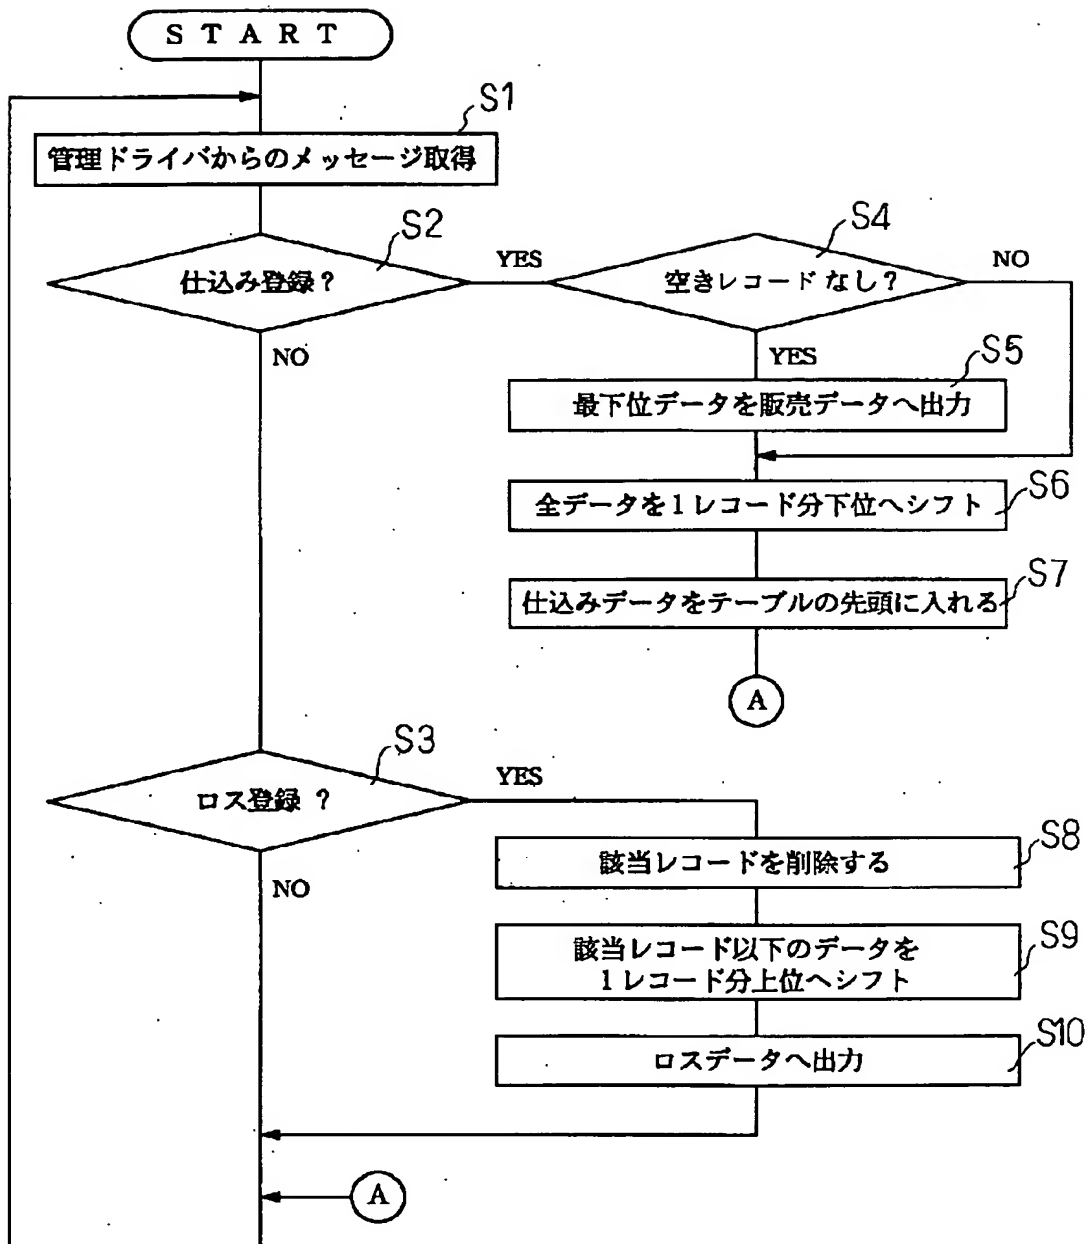 START
S1
管理ドライバからのメッセージ取得
S2
仕込み登録?
YES
NO
S4
空きレコードなし?
NO
YES
S5
最下位データを販売データへ出力
S6
全データを1レコード分下位へシフト
S7
仕込みデータをテーブルの先頭に入れる
A
S3
ロス登録 ?
YES
NO
S8
該当レコードを削除する
S9
該当レコード以下のデータを
1レコード分上位へシフト
S10
ロスデータへ出力
A